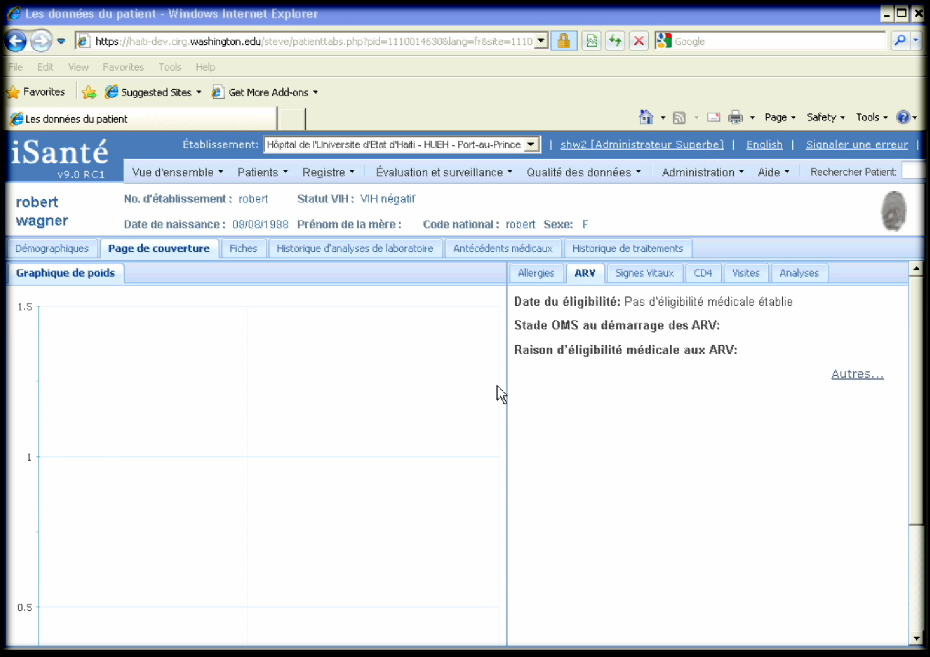 Les données du patient - Windows Internet Explorer
https://haiti-dev.cirg.washington.edu/steve/patienttabs.php?pid=1110014630&lang=fr&site=1110
Google
File Edit View Favorites Tools Help
Favorites Suggested Sites Get More Add-ons
Les données du patient
Page Safety Tools
iSanté
v9.0 RC1
Établissement: Hôpital de l'Université d'Etat d'Haïti - HUEH - Port-au-Prince | shw2 [Administrateur Superbe] | English | Signaler une erreur |
Vue d'ensemble Patients Registre Évaluation et surveillance Qualité des données Administration Aide Rechercher Patient:
robert
wagner
No. d'établissement : robert Statut VIH : VIH négatif
Date de naissance : 08/08/1988 Prénom de la mère : Code national : robert Sexe: F
Démographiques Page de couverture Fiches Historique d'analyses de laboratoire Antécédents médicaux Historique de traitements
Graphique de poids
Allergies ARV Signes Vitaux CD4 Visites Analyses
Date du éligibilité: Pas d'éligibilité médicale établie
Stade OMS au démarrage des ARV:
Raison d'éligibilité médicale aux ARV:
Autres...
1.5
1
0.5